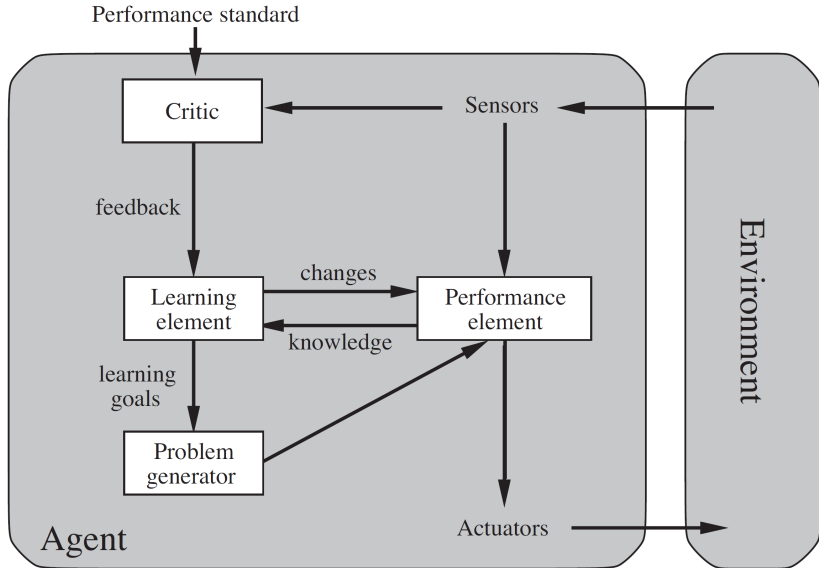 Performance standard
Critic
Sensors
feedback
Learning
element
changes
knowledge
Performance
element
learning
goals
Problem
generator
Agent
Actuators
Environment